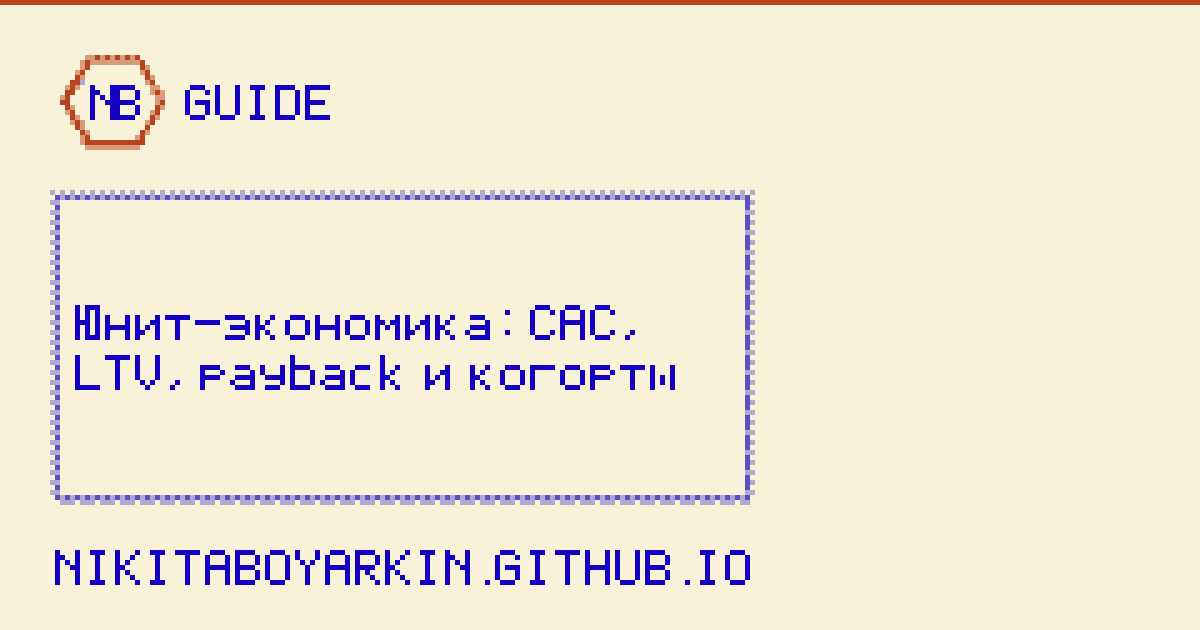 NB GUIDE
Юнит-экономика: CAC,
LTV, payback и когорты
NIKITABOYARKIN.GITHUB.IO